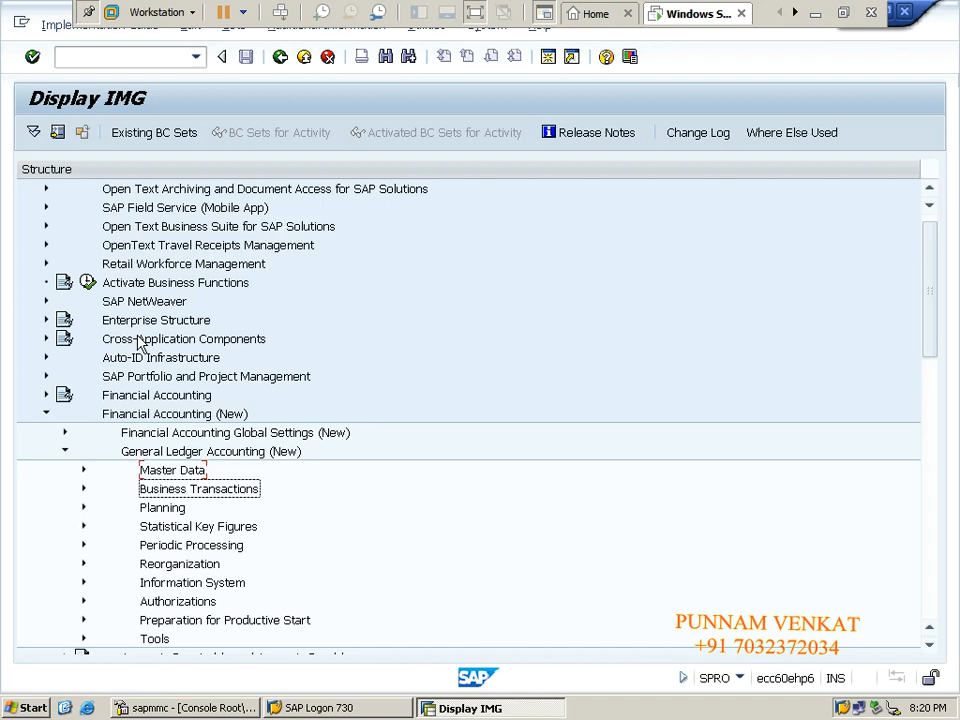 Workstation
Home
Windows S...
Display IMG
Existing BC Sets
BC Sets for Activity
Activated BC Sets for Activity
Release Notes
Change Log
Where Else Used
Structure
Open Text Archiving and Document Access for SAP Solutions
SAP Field Service (Mobile App)
Open Text Business Suite for SAP Solutions
OpenText Travel Receipts Management
Retail Workforce Management
Activate Business Functions
SAP NetWeaver
Enterprise Structure
Cross-Application Components
Auto-ID Infrastructure
SAP Portfolio and Project Management
Financial Accounting
Financial Accounting (New)
Financial Accounting Global Settings (New)
General Ledger Accounting (New)
Master Data
Business Transactions
Planning
Statistical Key Figures
Periodic Processing
Reorganization
Information System
Authorizations
Preparation for Productive Start
Tools
PUNNAM VENKAT
+91 7032372034
SAP
SPRO
ecc60ehp6
INS
Start
sapmmc - [Console Root\...
SAP Logon 730
Display IMG
8:20 PM